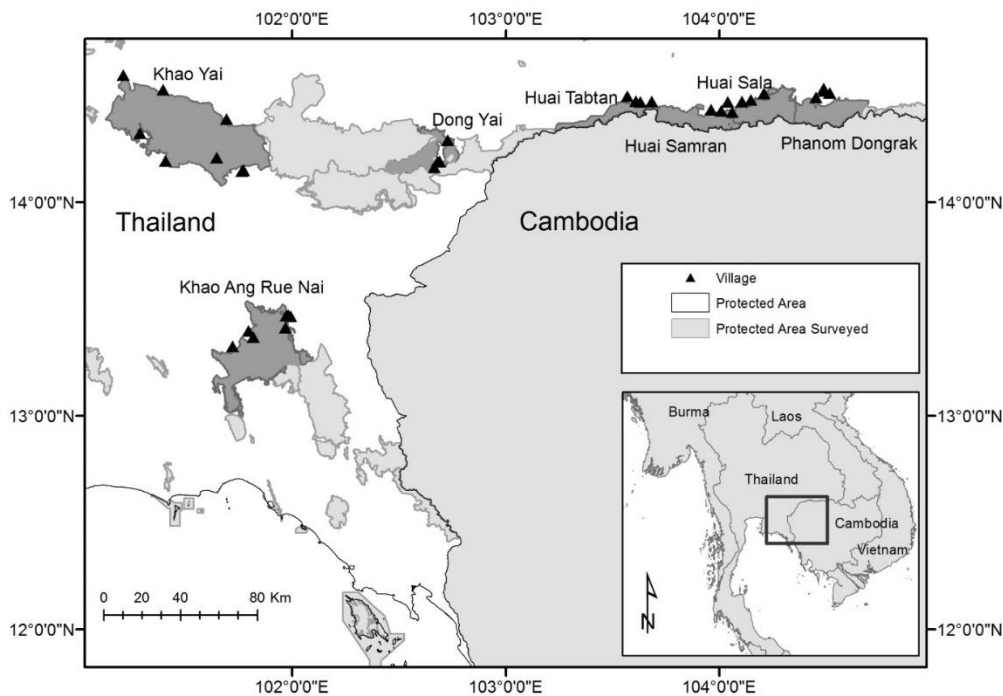 102°0'0"E 103°0'0"E 104°0'0"E
Khao Yai
Huai Sala
Huai Tabtan
Dong Yai
Huai Samran
Phanom Dongrak
14°0'0"N 14°0'0"N
Thailand
Cambodia
Village
Protected Area
Protected Area Surveyed
Khao Ang Rue Nai
13°0'0"N 13°0'0"N
Burma
Laos
Thailand
Cambodia
Vietnam
N
0 20 40 80 Km
12°0'0"N 12°0'0"N
102°0'0"E 103°0'0"E 104°0'0"E